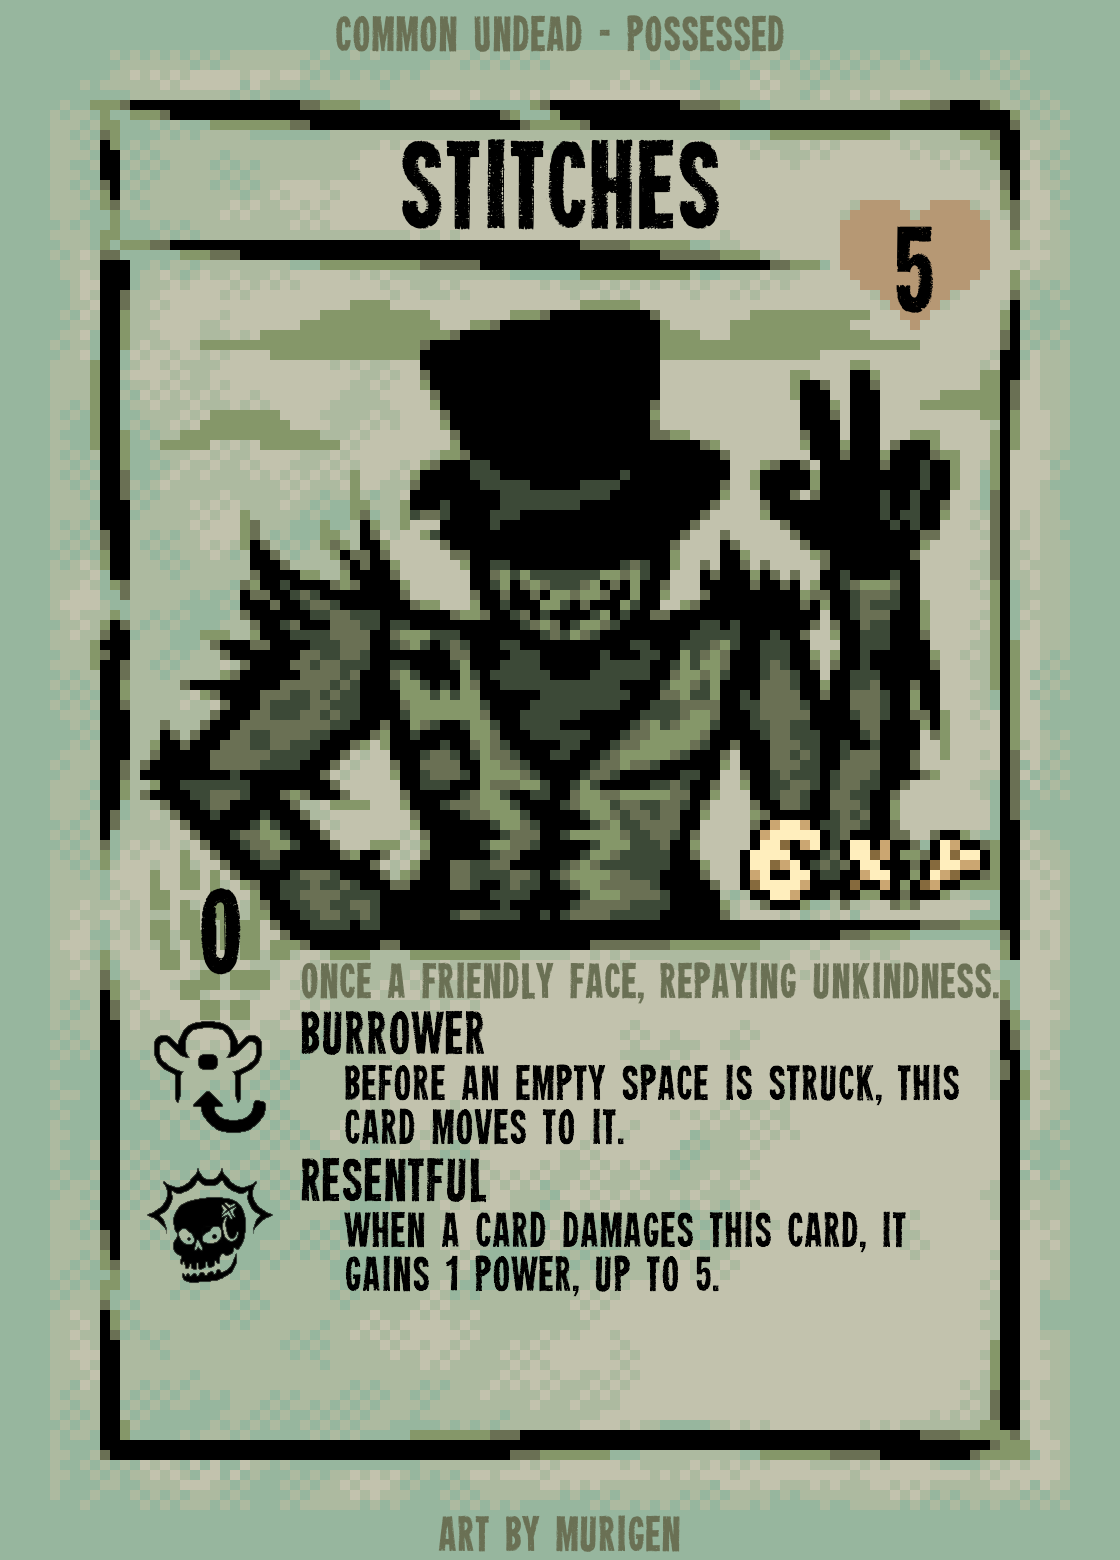 COMMON UNDEAD - POSSESSED
STITCHES
5
6 X P
0
ONCE A FRIENDLY FACE, REPAYING UNKINDNESS.
BURROWER
BEFORE AN EMPTY SPACE IS STRUCK, THIS
CARD MOVES TO IT.
RESENTFUL
WHEN A CARD DAMAGES THIS CARD, IT
GAINS 1 POWER, UP TO 5.
ART BY MURIGEN